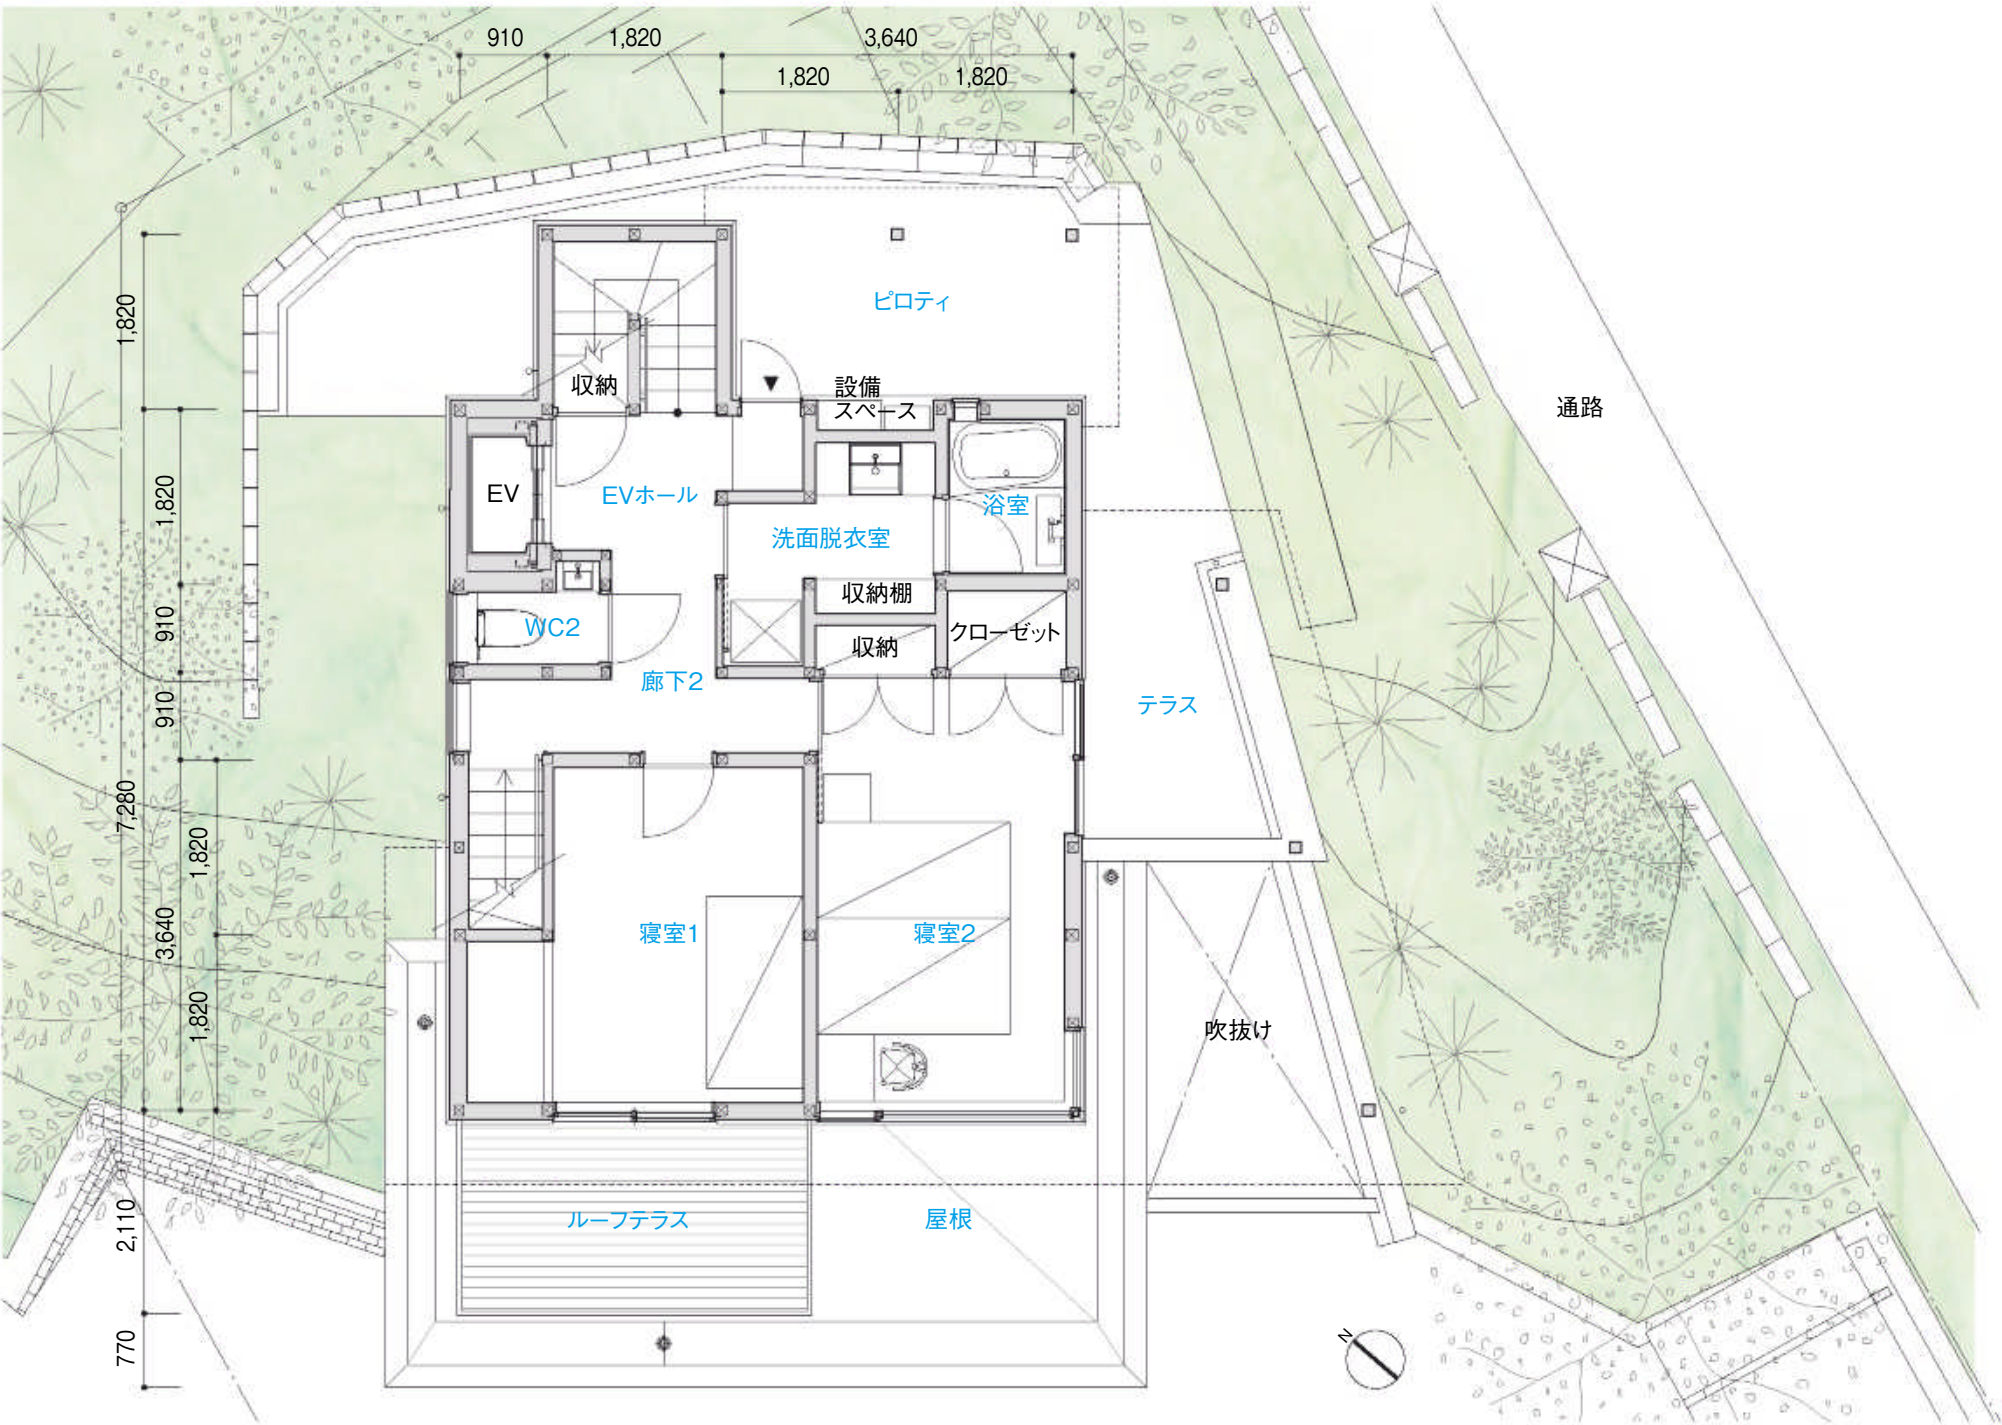 910
1,820
3,640
1,820
1,820
1,820
ピロティ
収納
設備
スペース
通路
EV
EVホール
浴室
1,820
洗面脱衣室
収納棚
910
WC2
クローゼット
収納
廊下2
910
テラス
7,280
1,820
3,640
寝室1
寝室2
1,820
吹抜け
2,110
ルーフテラス
屋根
770
N